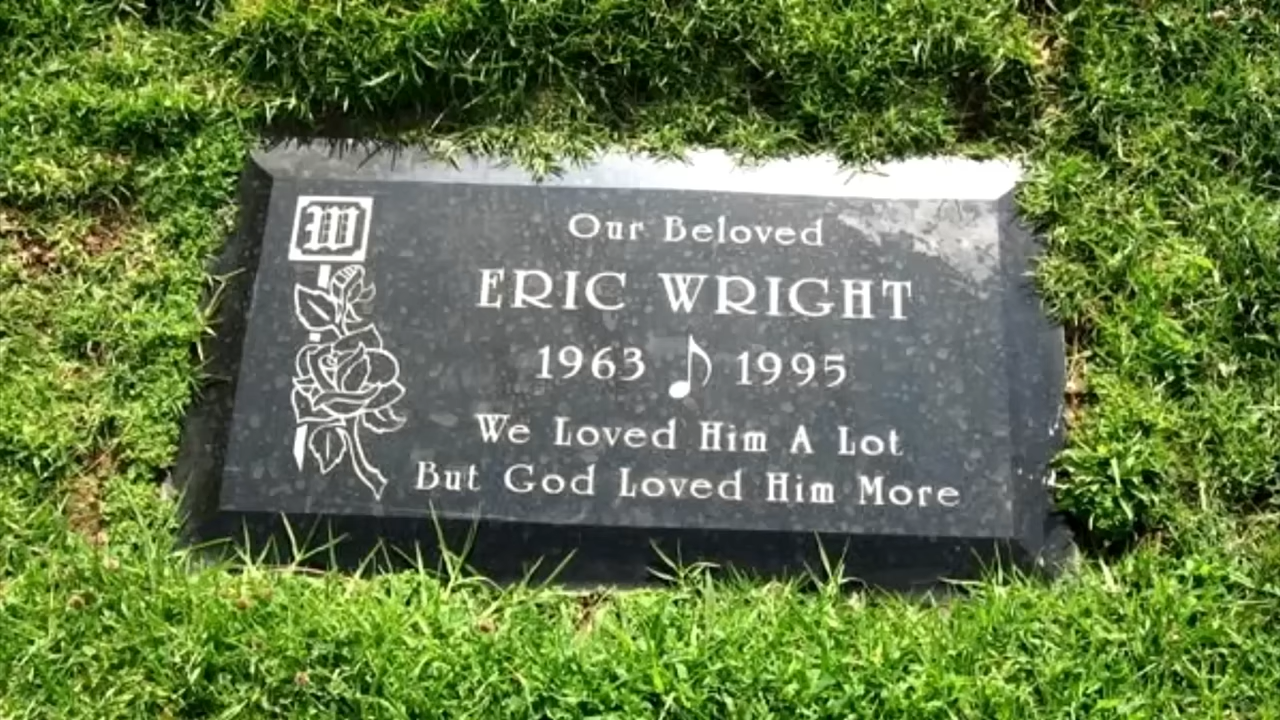 W
Our Beloved
ERIC WRIGHT
1963 1995
We Loved Him A Lot
But God Loved Him More